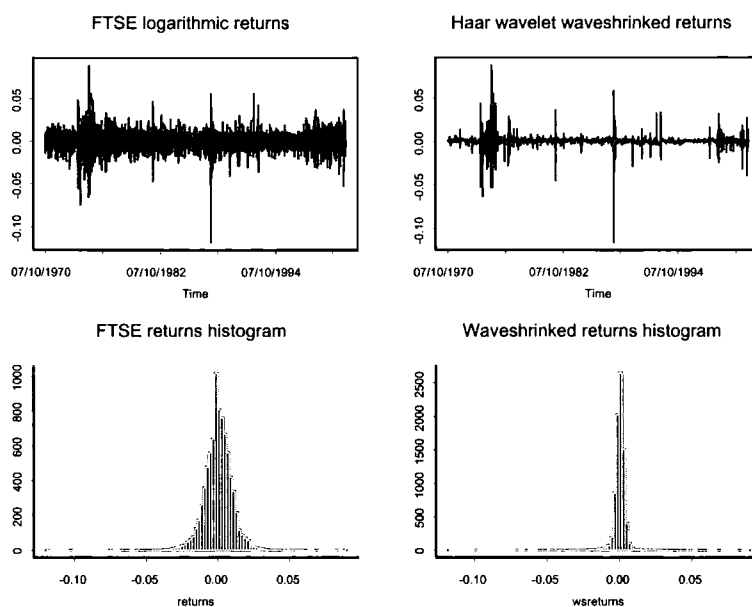 FTSE logarithmic returns
0.05
0.00
-0.05
-0.10
07/10/1970 07/10/1982 07/10/1994
Time
Haar wavelet waveshrinked returns
0.05
0.00
-0.05
-0.10
07/10/1970 07/10/1982 07/10/1994
Time
FTSE returns histogram
1000
800
600
400
200
0
-0.10 -0.05 0.00 0.05
returns
Waveshrinked returns histogram
2500
2000
1500
1000
500
0
-0.10 -0.05 0.00 0.05
wsreturns